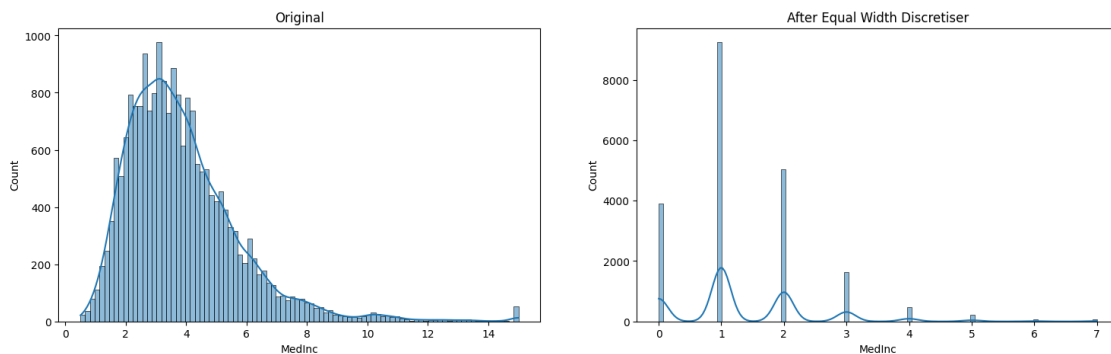 Original
1000
800
600
400
200
0
Count
0 2 4 6 8 10 12 14
MedInc
After Equal Width Discretiser
8000
6000
4000
2000
0
Count
0 1 2 3 4 5 6 7
MedInc